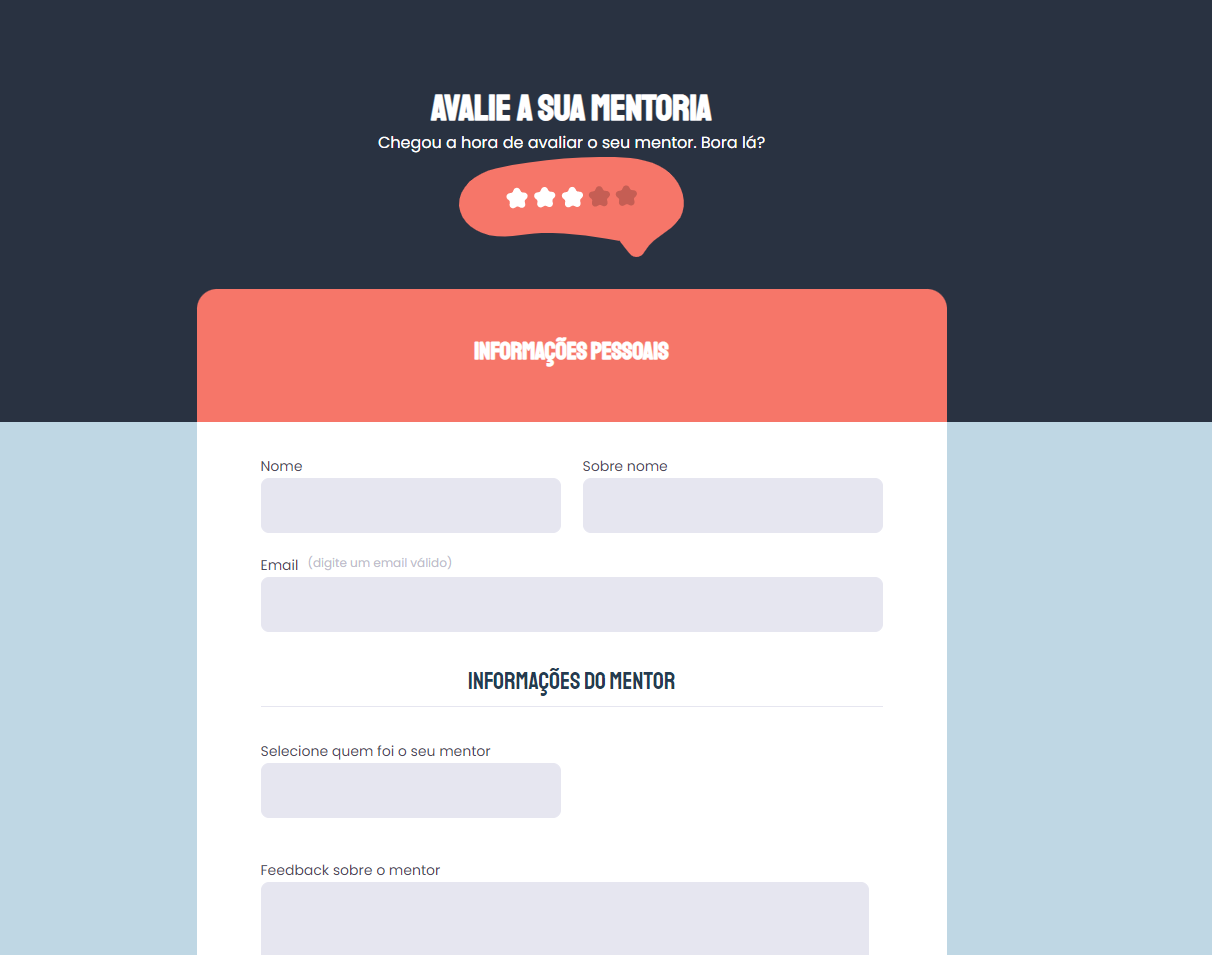 AVALIE A SUA MENTORIA
Chegou a hora de avaliar o seu mentor. Bora lá?
INFORMAÇÕES PESSOAIS
Nome
Sobre nome
Email (digite um email válido)
INFORMAÇÕES DO MENTOR
Selecione quem foi o seu mentor
Feedback sobre o mentor